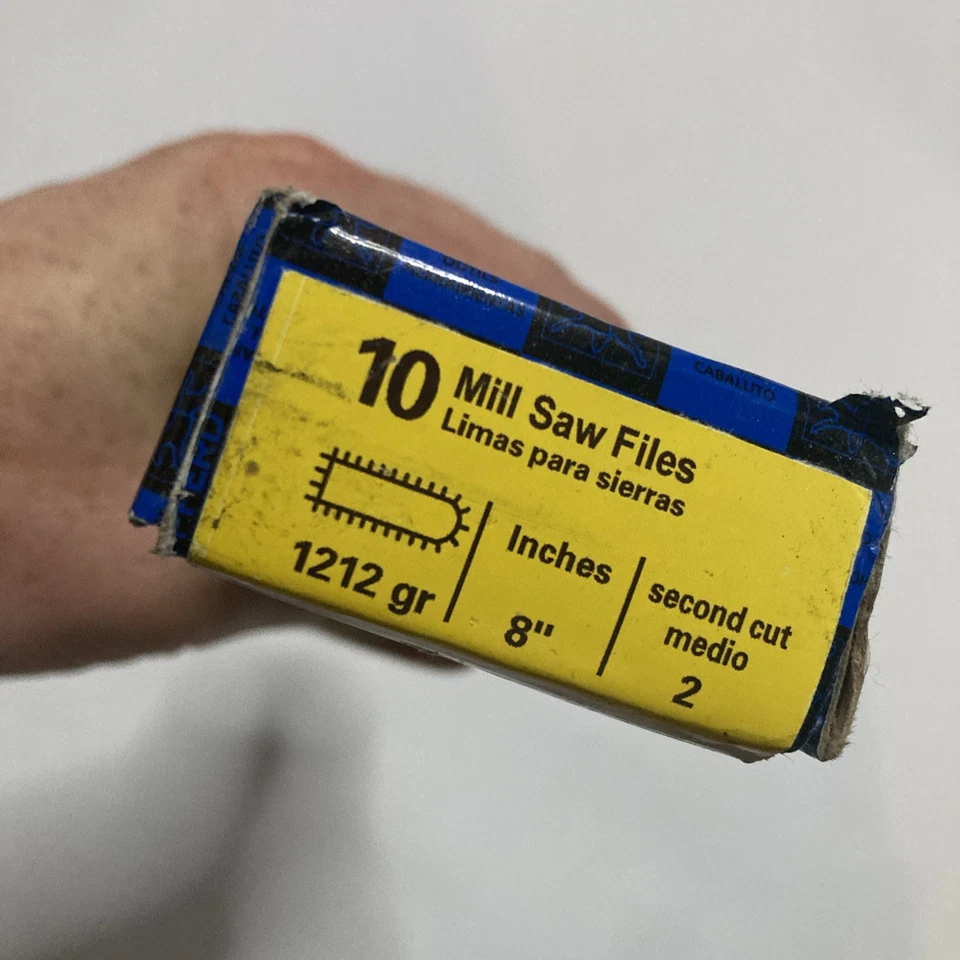 10 Mill Saw Files
Limas para sierras
1212 gr
Inches
8"
second cut
medio
2
CABALLITO